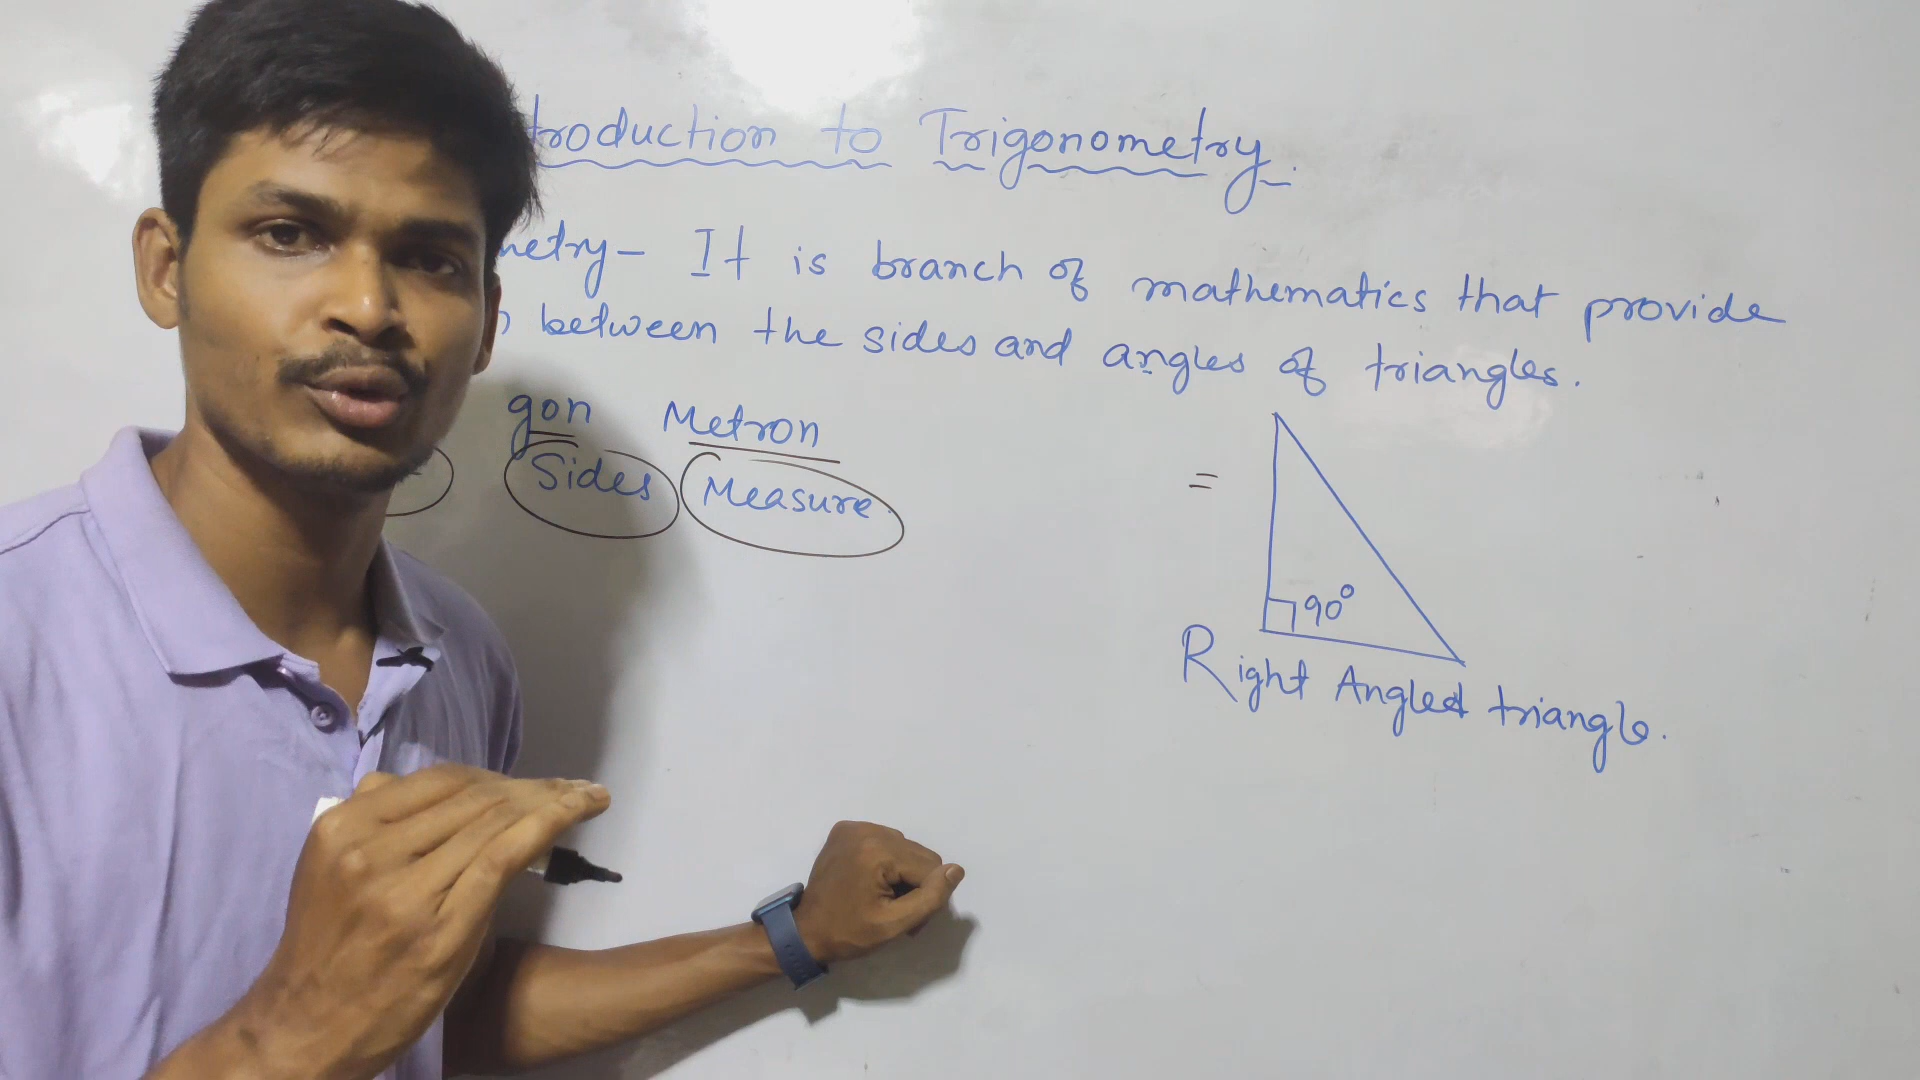 troduction to Trigonometry.
metry- It is branch of mathematics that provide
between the sides and angles of triangles.
gon Metron
Sides Measure
=
90°
Right Angled triangle.